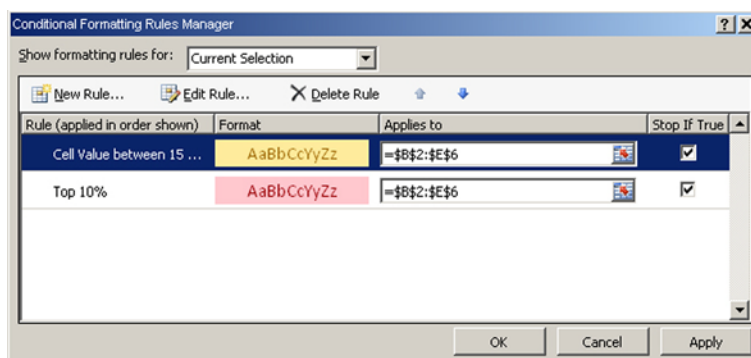 Conditional Formatting Rules Manager
Show formatting rules for: Current Selection
New Rule... Edit Rule... Delete Rule
Rule (applied in order shown) Format Applies to Stop If True
Cell Value between 15 ... AaBbCcYyZz =$B$2:$E$6
Top 10% AaBbCcYyZz =$B$2:$E$6
OK Cancel Apply